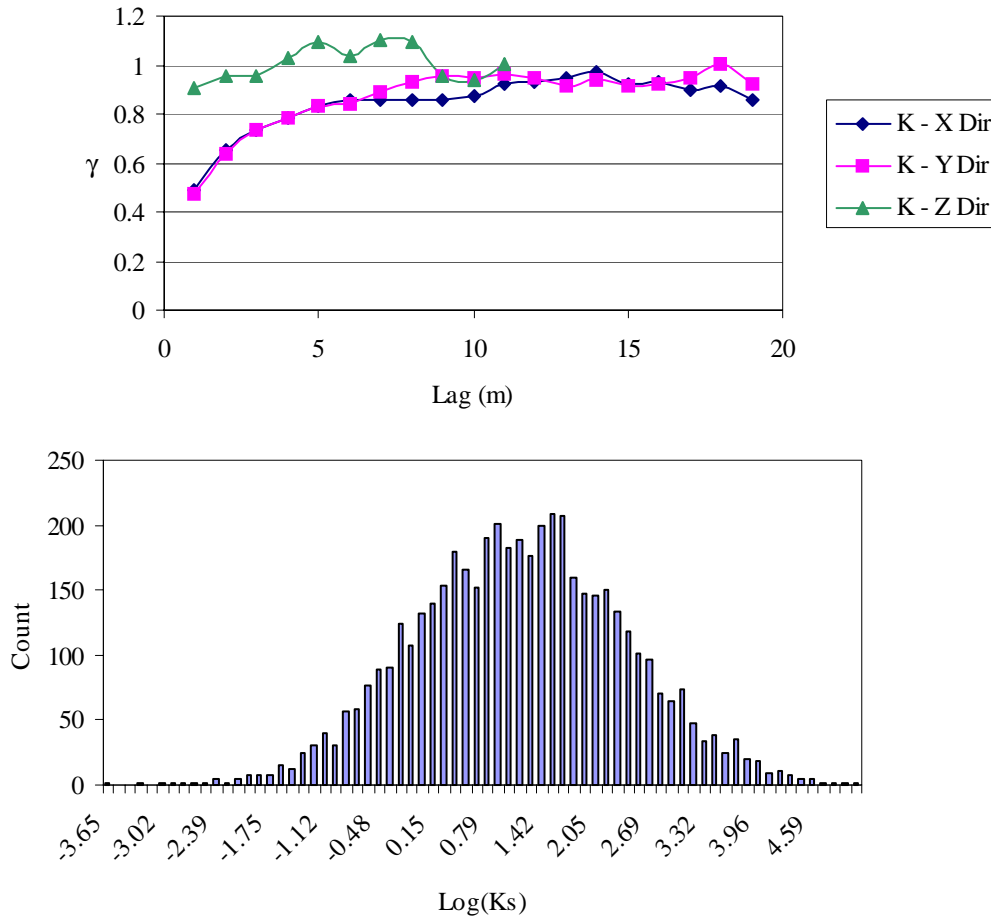 1.2
1
0.8
0.6
0.4
0.2
0
γ
0 5 10 15 20
Lag (m)
K - X Dir
K - Y Dir
K - Z Dir
250
200
150
100
50
0
Count
-3.65 -3.02 -2.39 -1.75 -1.12 -0.48 0.15 0.79 1.42 2.05 2.69 3.32 3.96 4.59
Log(Ks)